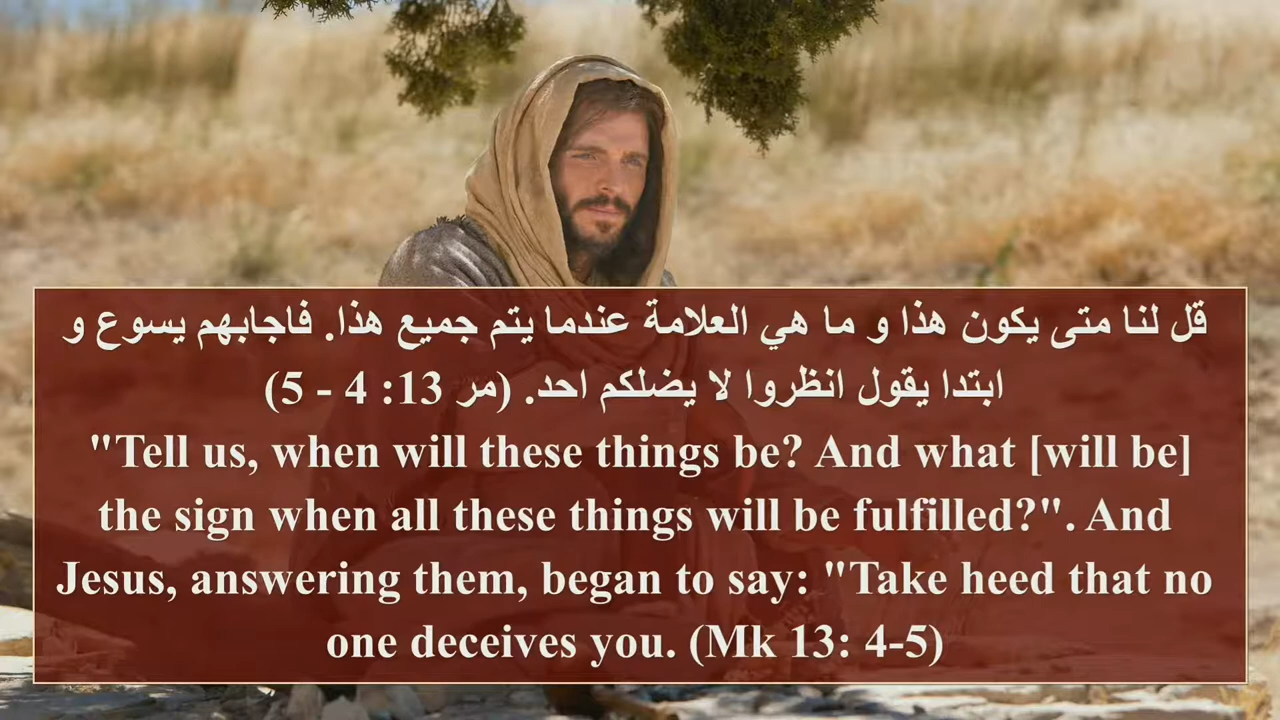 قل لنا متى يكون هذا و ما هي العلامة عندما يتم جميع هذا. فاجابهم يسوع و
ابتدا يقول انظروا لا يضلكم احد. (مر 13: 4 - 5)
"Tell us, when will these things be? And what [will be]
the sign when all these things will be fulfilled?". And
Jesus, answering them, began to say: "Take heed that no
one deceives you. (Mk 13: 4-5)